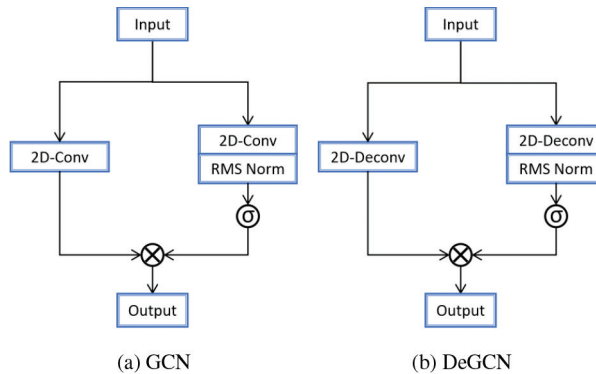 Input
2D-Conv
2D-Conv
RMS Norm
σ
Output
(a) GCN
Input
2D-Deconv
2D-Deconv
RMS Norm
σ
Output
(b) DeGCN